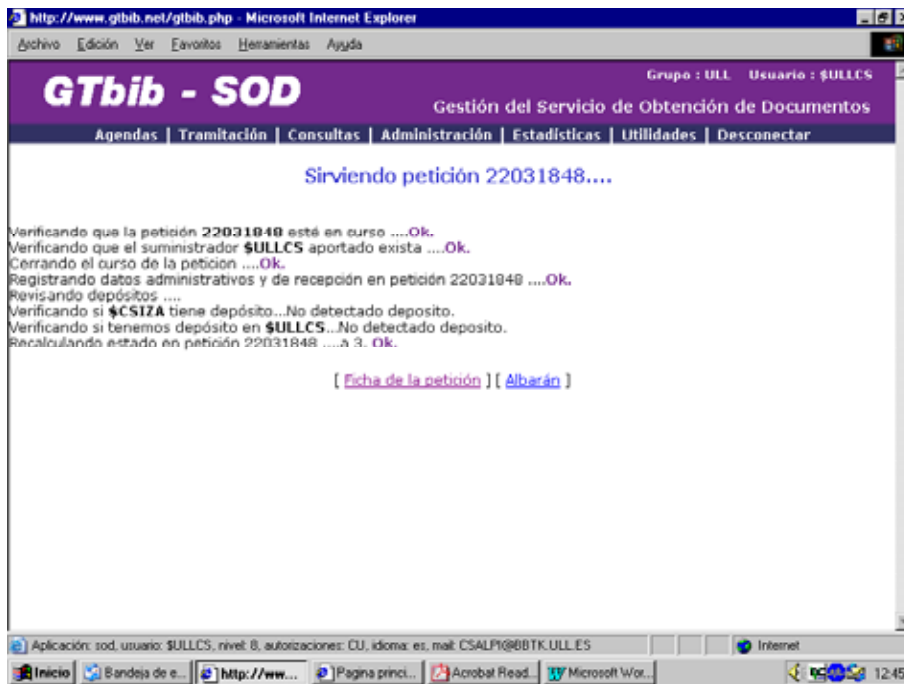 http://www.gtbib.net/gtbib.php - Microsoft Internet Explorer
Archivo Edición Ver Favoritos Herramientas Ayuda
Grupo : ULL Usuario : $ULLCS
GTbib - SOD
Gestión del Servicio de Obtención de Documentos
Agendas | Tramitación | Consultas | Administración | Estadísticas | Utilidades | Desconectar
Sirviendo petición 22031848....
Verificando que la petición 22031848 esté en curso ....Ok.
Verificando que el suministrador $ULLCS aportado exista ....Ok.
Cerrando el curso de la peticion ....Ok.
Registrando datos administrativos y de recepción en petición 22031848 ....Ok.
Revisando depósitos ....
Verificando si $CSIZA tiene depósito...No detectado deposito.
Verificando si tenemos depósito en $ULLCS...No detectado deposito.
Recalculando estado en petición 22031848 ....a 3. Ok.
[ Ficha de la petición ] [ Albarán ]
Aplicación: sod, usuario: $ULLCS, nivel: 8, autorizaciones: CU, idioma: es, mail: CSALP1@BBTK.ULL.ES Internet
Inicio Bandeja de e... http://ww... Pagina princi... Acrobat Read... Microsoft Wor... 12:45